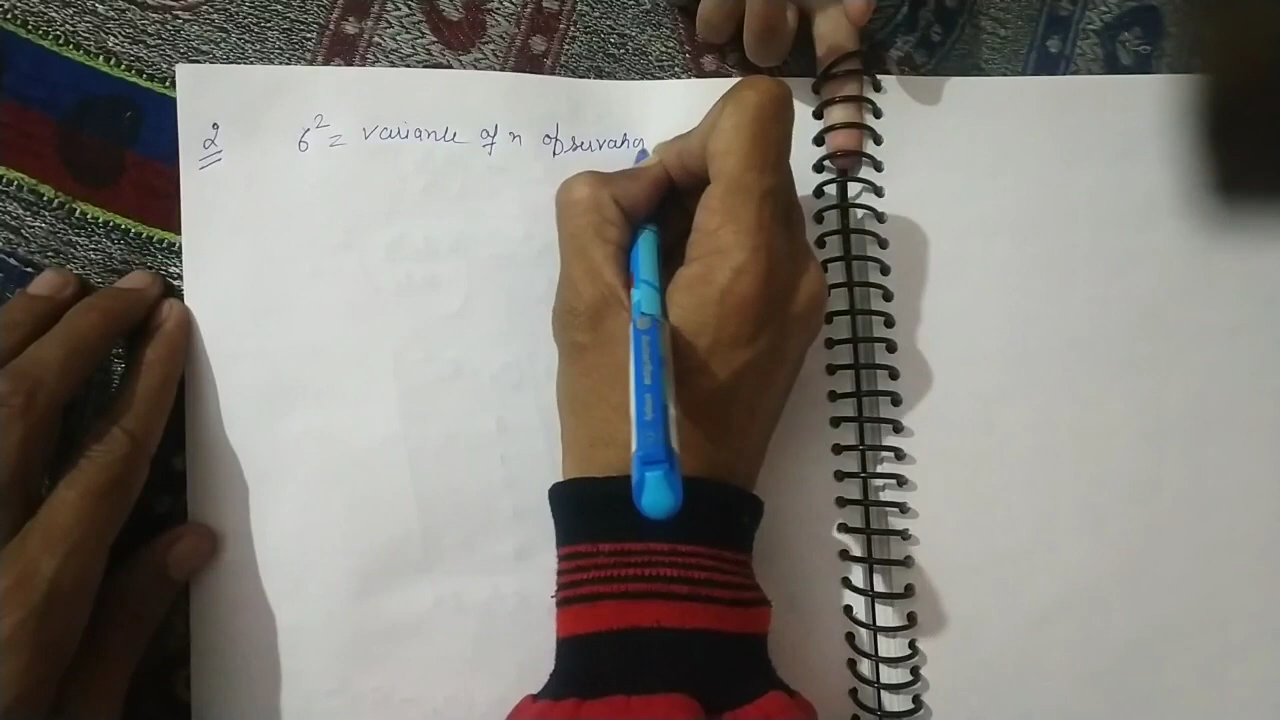 2 σ² = variance of n observatio